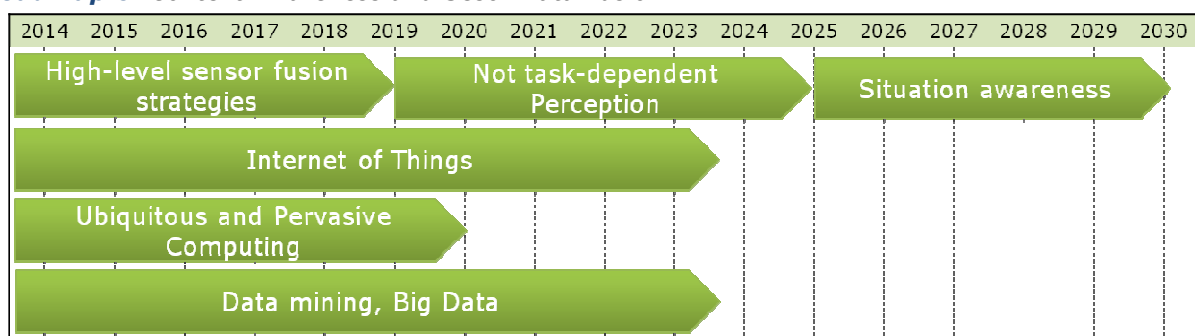 2014 2015 2016 2017 2018 2019 2020 2021 2022 2023 2024 2025 2026 2027 2028 2029 2030
High-level sensor fusion
strategies
Not task-dependent
Perception
Situation awareness
Internet of Things
Ubiquitous and Pervasive
Computing
Data mining, Big Data